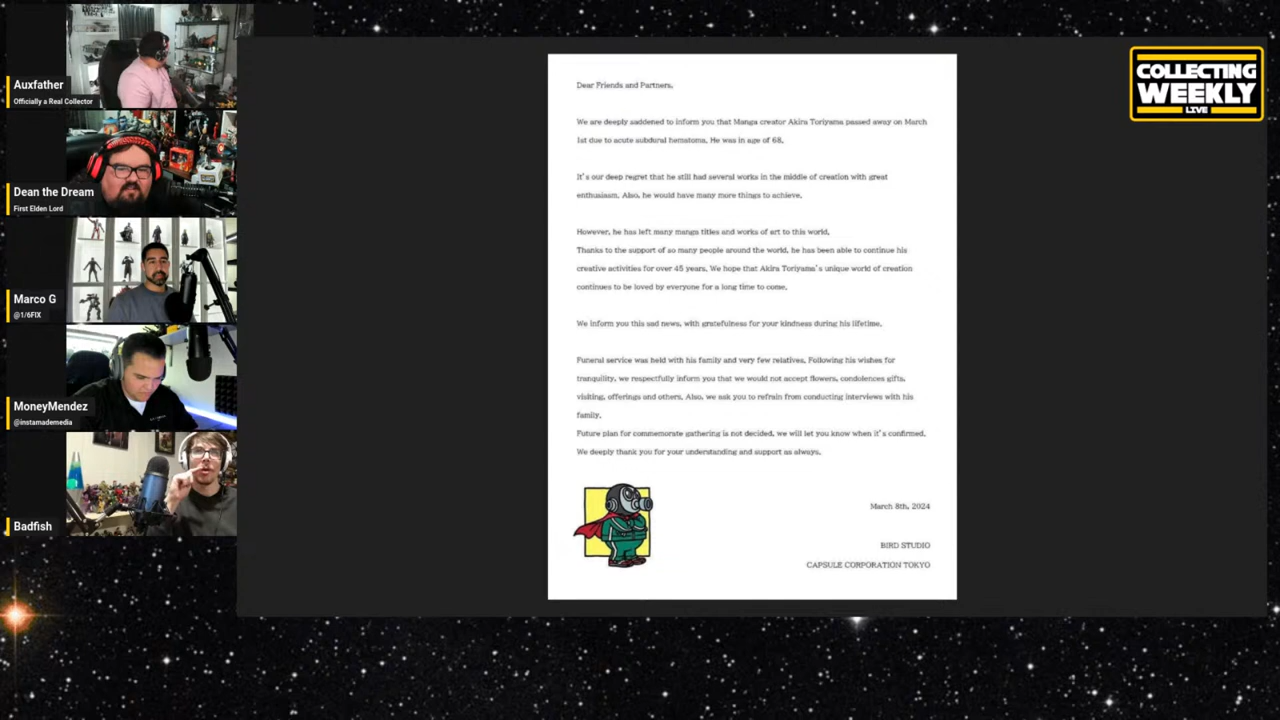 Auxfather
Officially a Real Collector
Jim the Dream
First Elden Lord
@1/6FIX
MoneyMendez
@instamademedia
Badfish
COLLECTING
WEEKLY
LIVE
Dear Friends and Partners,
We are deeply saddened to inform you that Manga creator Akira Toriyama passed away on March
1st due to acute subdural hematoma. He was in age of 68.
It's our deep regret that he still had several works in the middle of creation with great
enthusiasm. Also, he would have many more things to achieve.
However, he has left many manga titles and works of art to this world.
Thanks to the support of so many people around the world, he has been able to continue his
creative activities for over 45 years. We hope that Akira Toriyama's unique world of creation
continues to be loved by everyone for a long time to come.
We inform you this sad news, with gratefulness for your kindness during his lifetime.
Funeral service was held with his family and very few relatives. Following his wishes for
tranquility, we respectfully inform you that we would not accept flowers, condolences gifts,
visiting, offerings and others. Also, we ask you to refrain from conducting interviews with his
family.
Future plan for commemorate gathering is not decided, we will let you know when it's confirmed.
We deeply thank you for your understanding and support as always.
March 8th, 2024
BIRD STUDIO
CAPSULE CORPORATION TOKYO